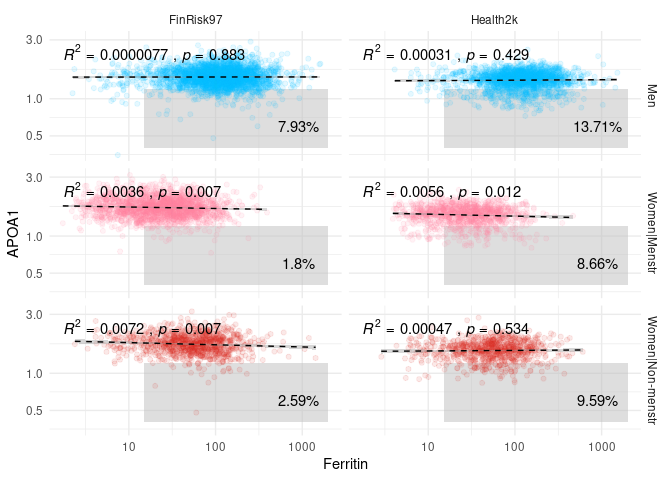 FinRisk97 Health2k
3.0
1.0
0.5
R2 = 0.0000077 , p = 0.883
7.93%
R2 = 0.00031 , p = 0.429
13.71%
Men
3.0
1.0
0.5
R2 = 0.0036 , p = 0.007
1.8%
R2 = 0.0056 , p = 0.012
8.66%
Women|Menstr
3.0
1.0
0.5
R2 = 0.0072 , p = 0.007
2.59%
R2 = 0.00047 , p = 0.534
9.59%
Women|Non-menstr
APOA1
10 100 1000 10 100 1000
Ferritin